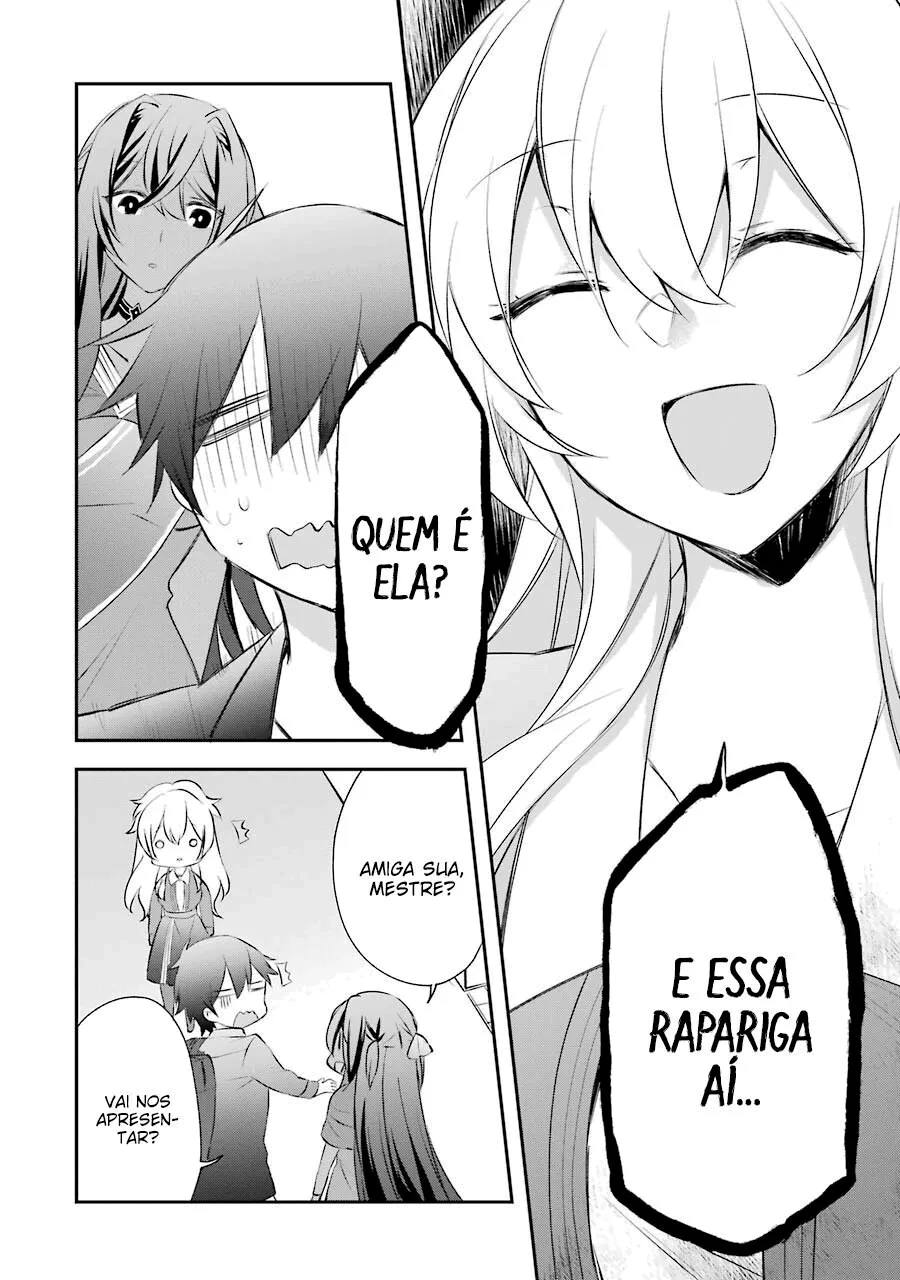 E ESSA
RAPARIGA
AÍ...
QUEM É
ELA?
AMIGA SUA,
MESTRE?
VAI NOS
APRESEN-
TAR?